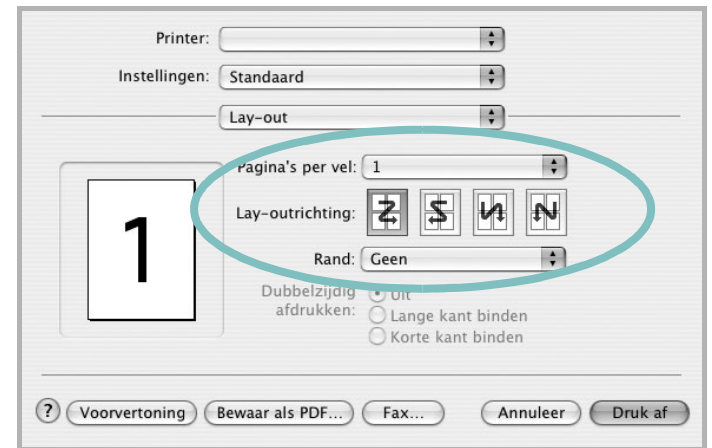 Printer:
Instellingen: Standaard
Lay-out
Pagina's per vel: 1
Lay-outrichting:
Rand: Geen
Dubbelzijdig afdrukken: Uit
Lange kant binden
Korte kant binden
1
? Voorvertoning Bewaar als PDF... Fax... Annuleer Druk af